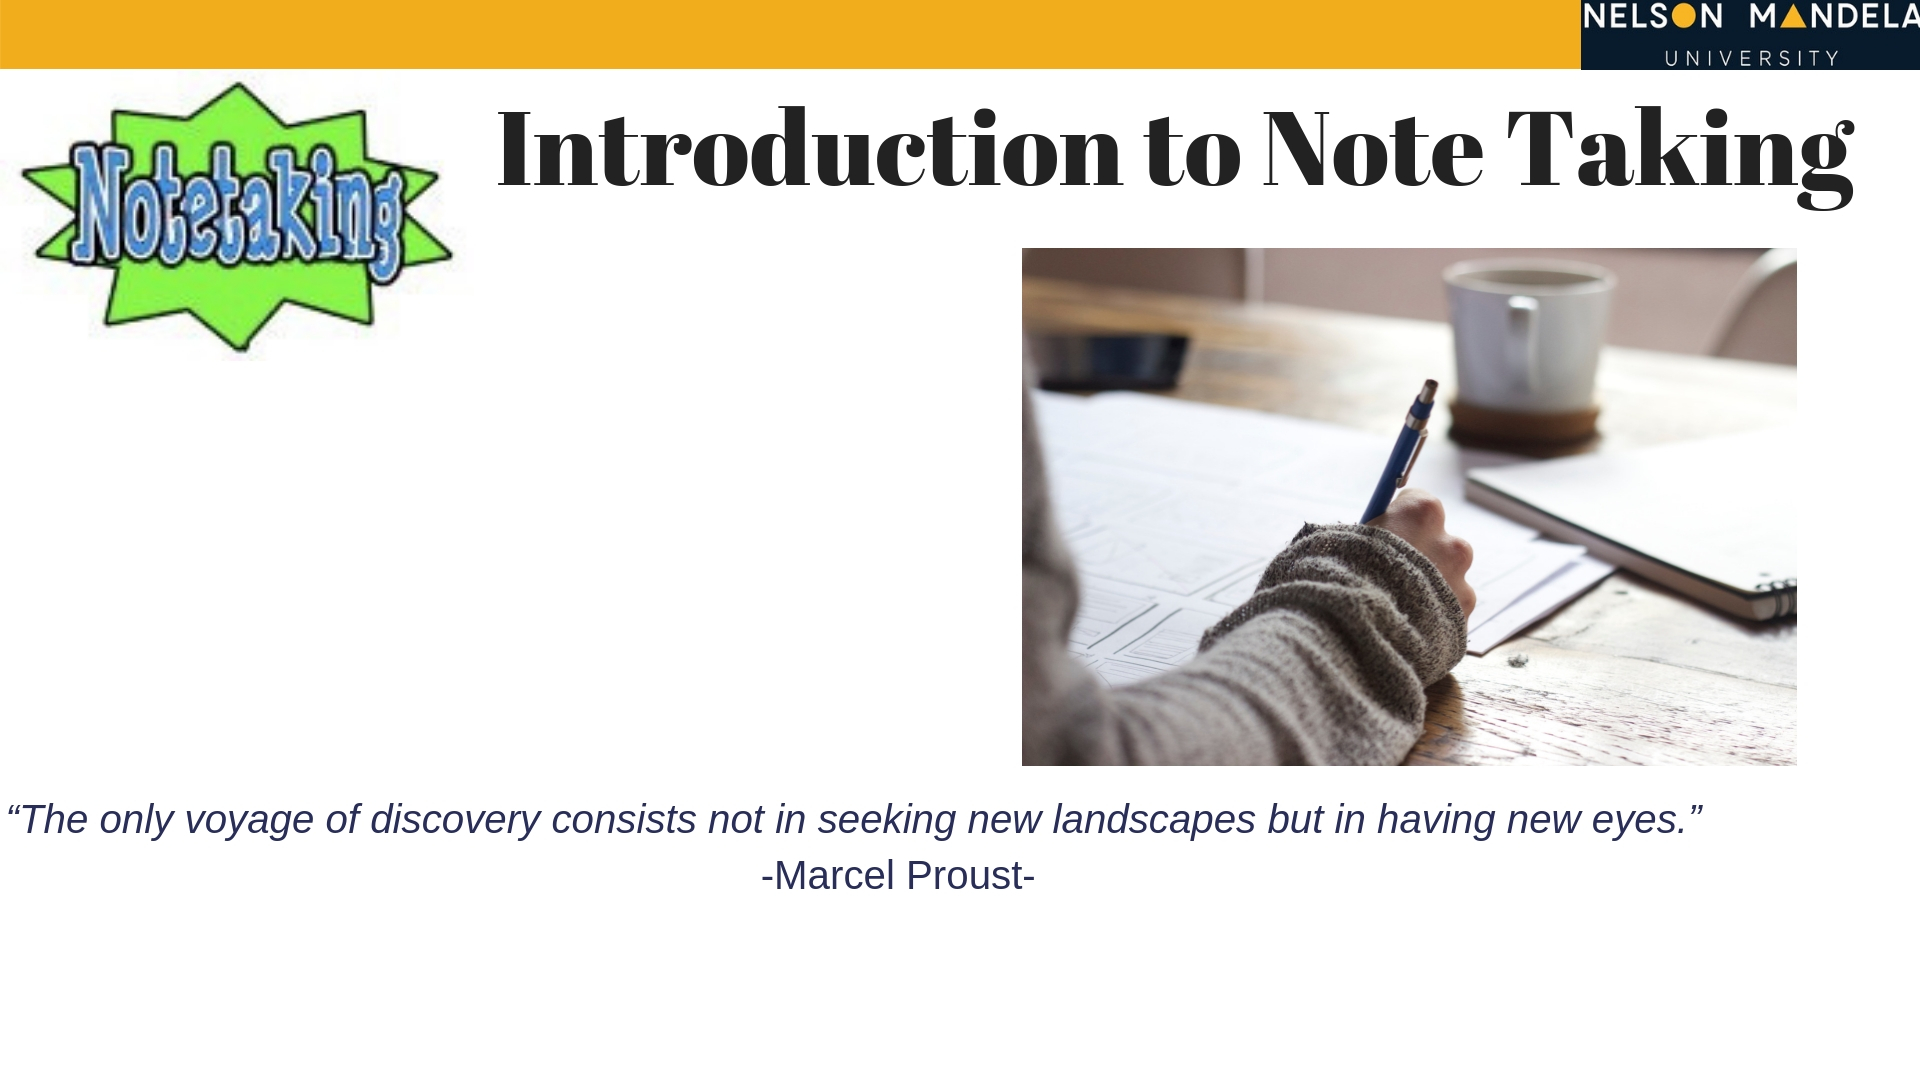 NELSON MANDELA
UNIVERSITY
Notetaking
Introduction to Note Taking
“The only voyage of discovery consists not in seeking new landscapes but in having new eyes.”
-Marcel Proust-